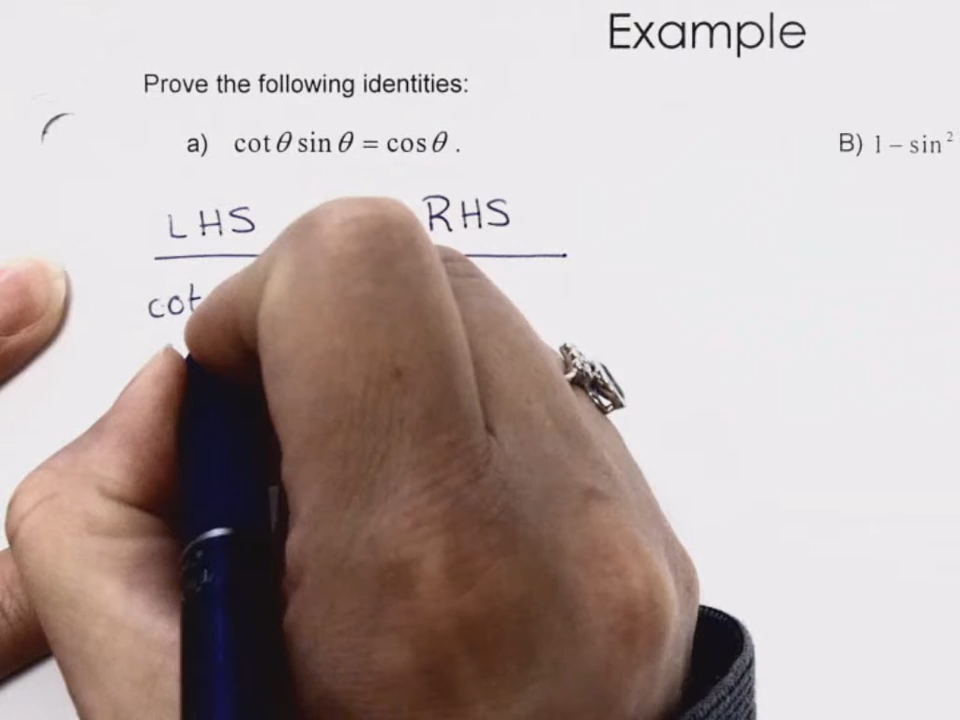 Example
Prove the following identities:
a) cot θ sin θ = cos θ .
B) 1 – sin²
LHS RHS
cot